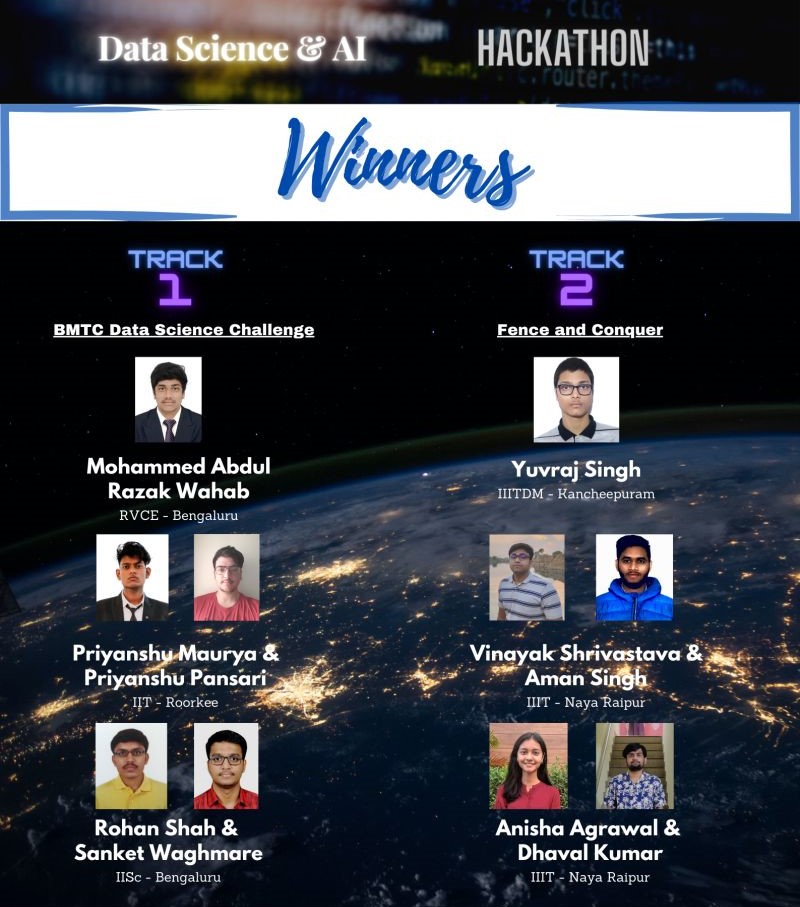 Data Science & AI HACKATHON
Winners
TRACK
1
BMTC Data Science Challenge
Mohammed Abdul
Razak Wahab
RVCE - Bengaluru
Priyanshu Maurya &
Priyanshu Pansari
IIT - Roorkee
Rohan Shah &
Sanket Waghmare
IISc - Bengaluru
TRACK
2
Fence and Conquer
Yuvraj Singh
IIITDM - Kancheepuram
Vinayak Shrivastava &
Aman Singh
IIIT - Naya Raipur
Anisha Agrawal &
Dhaval Kumar
IIIT - Naya Raipur